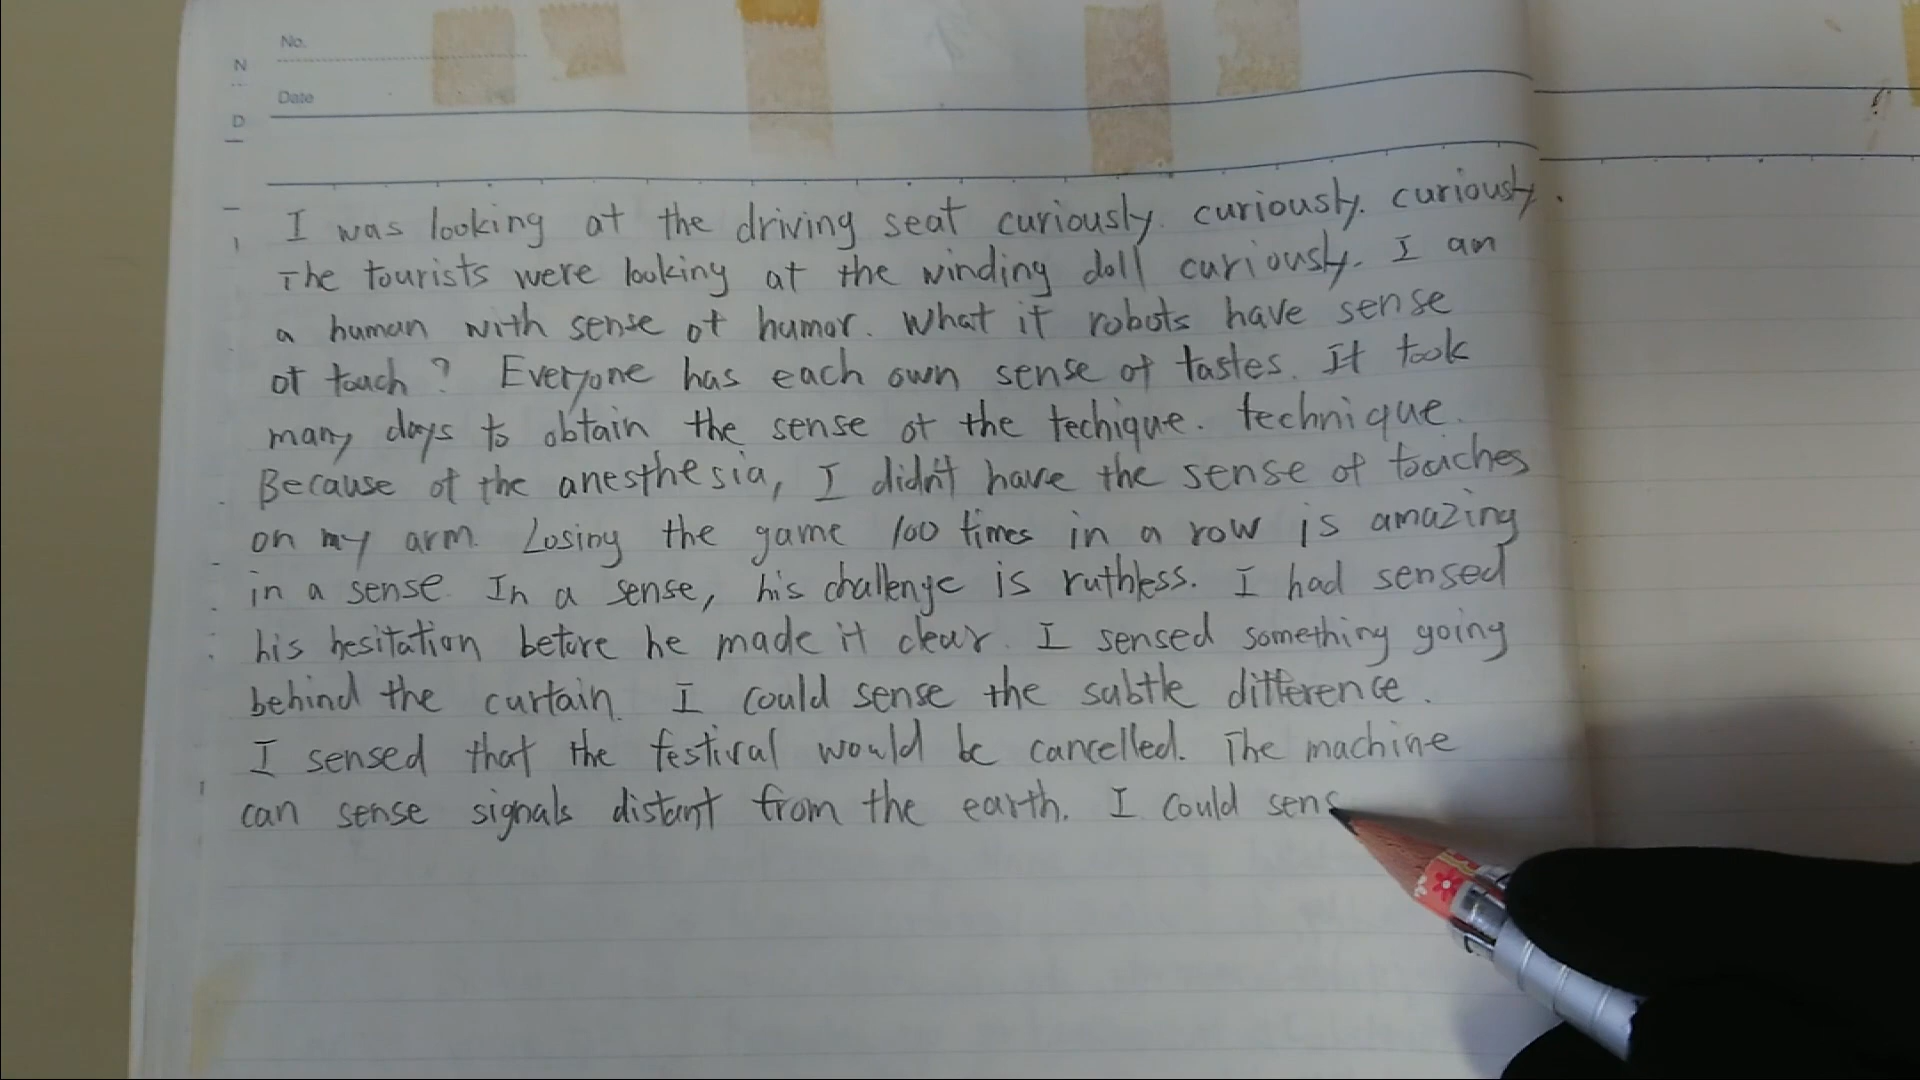 No.
N
Date
D
I was looking at the driving seat curiously. curiously. curiously.
The tourists were looking at the winding doll curiously. I am
a human with sense of humor. What if robots have sense
of touch? Everyone has each own sense of tastes. It took
many days to obtain the sense of the techique. technique.
Because of the anesthesia, I didn't have the sense of touches
on my arm. Losing the game 100 times in a row is amazing
in a sense. In a sense, his challenge is ruthless. I had sensed
his hesitation before he made it clear. I sensed something going
behind the curtain. I could sense the subtle difference.
I sensed that the festival would be cancelled. The machine
can sense signals distant from the earth. I could sens